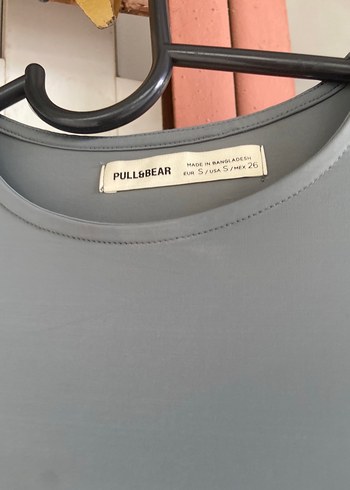 PULL&BEAR
MADE IN BANGLADESH
EUR S / USA S / MEX 26